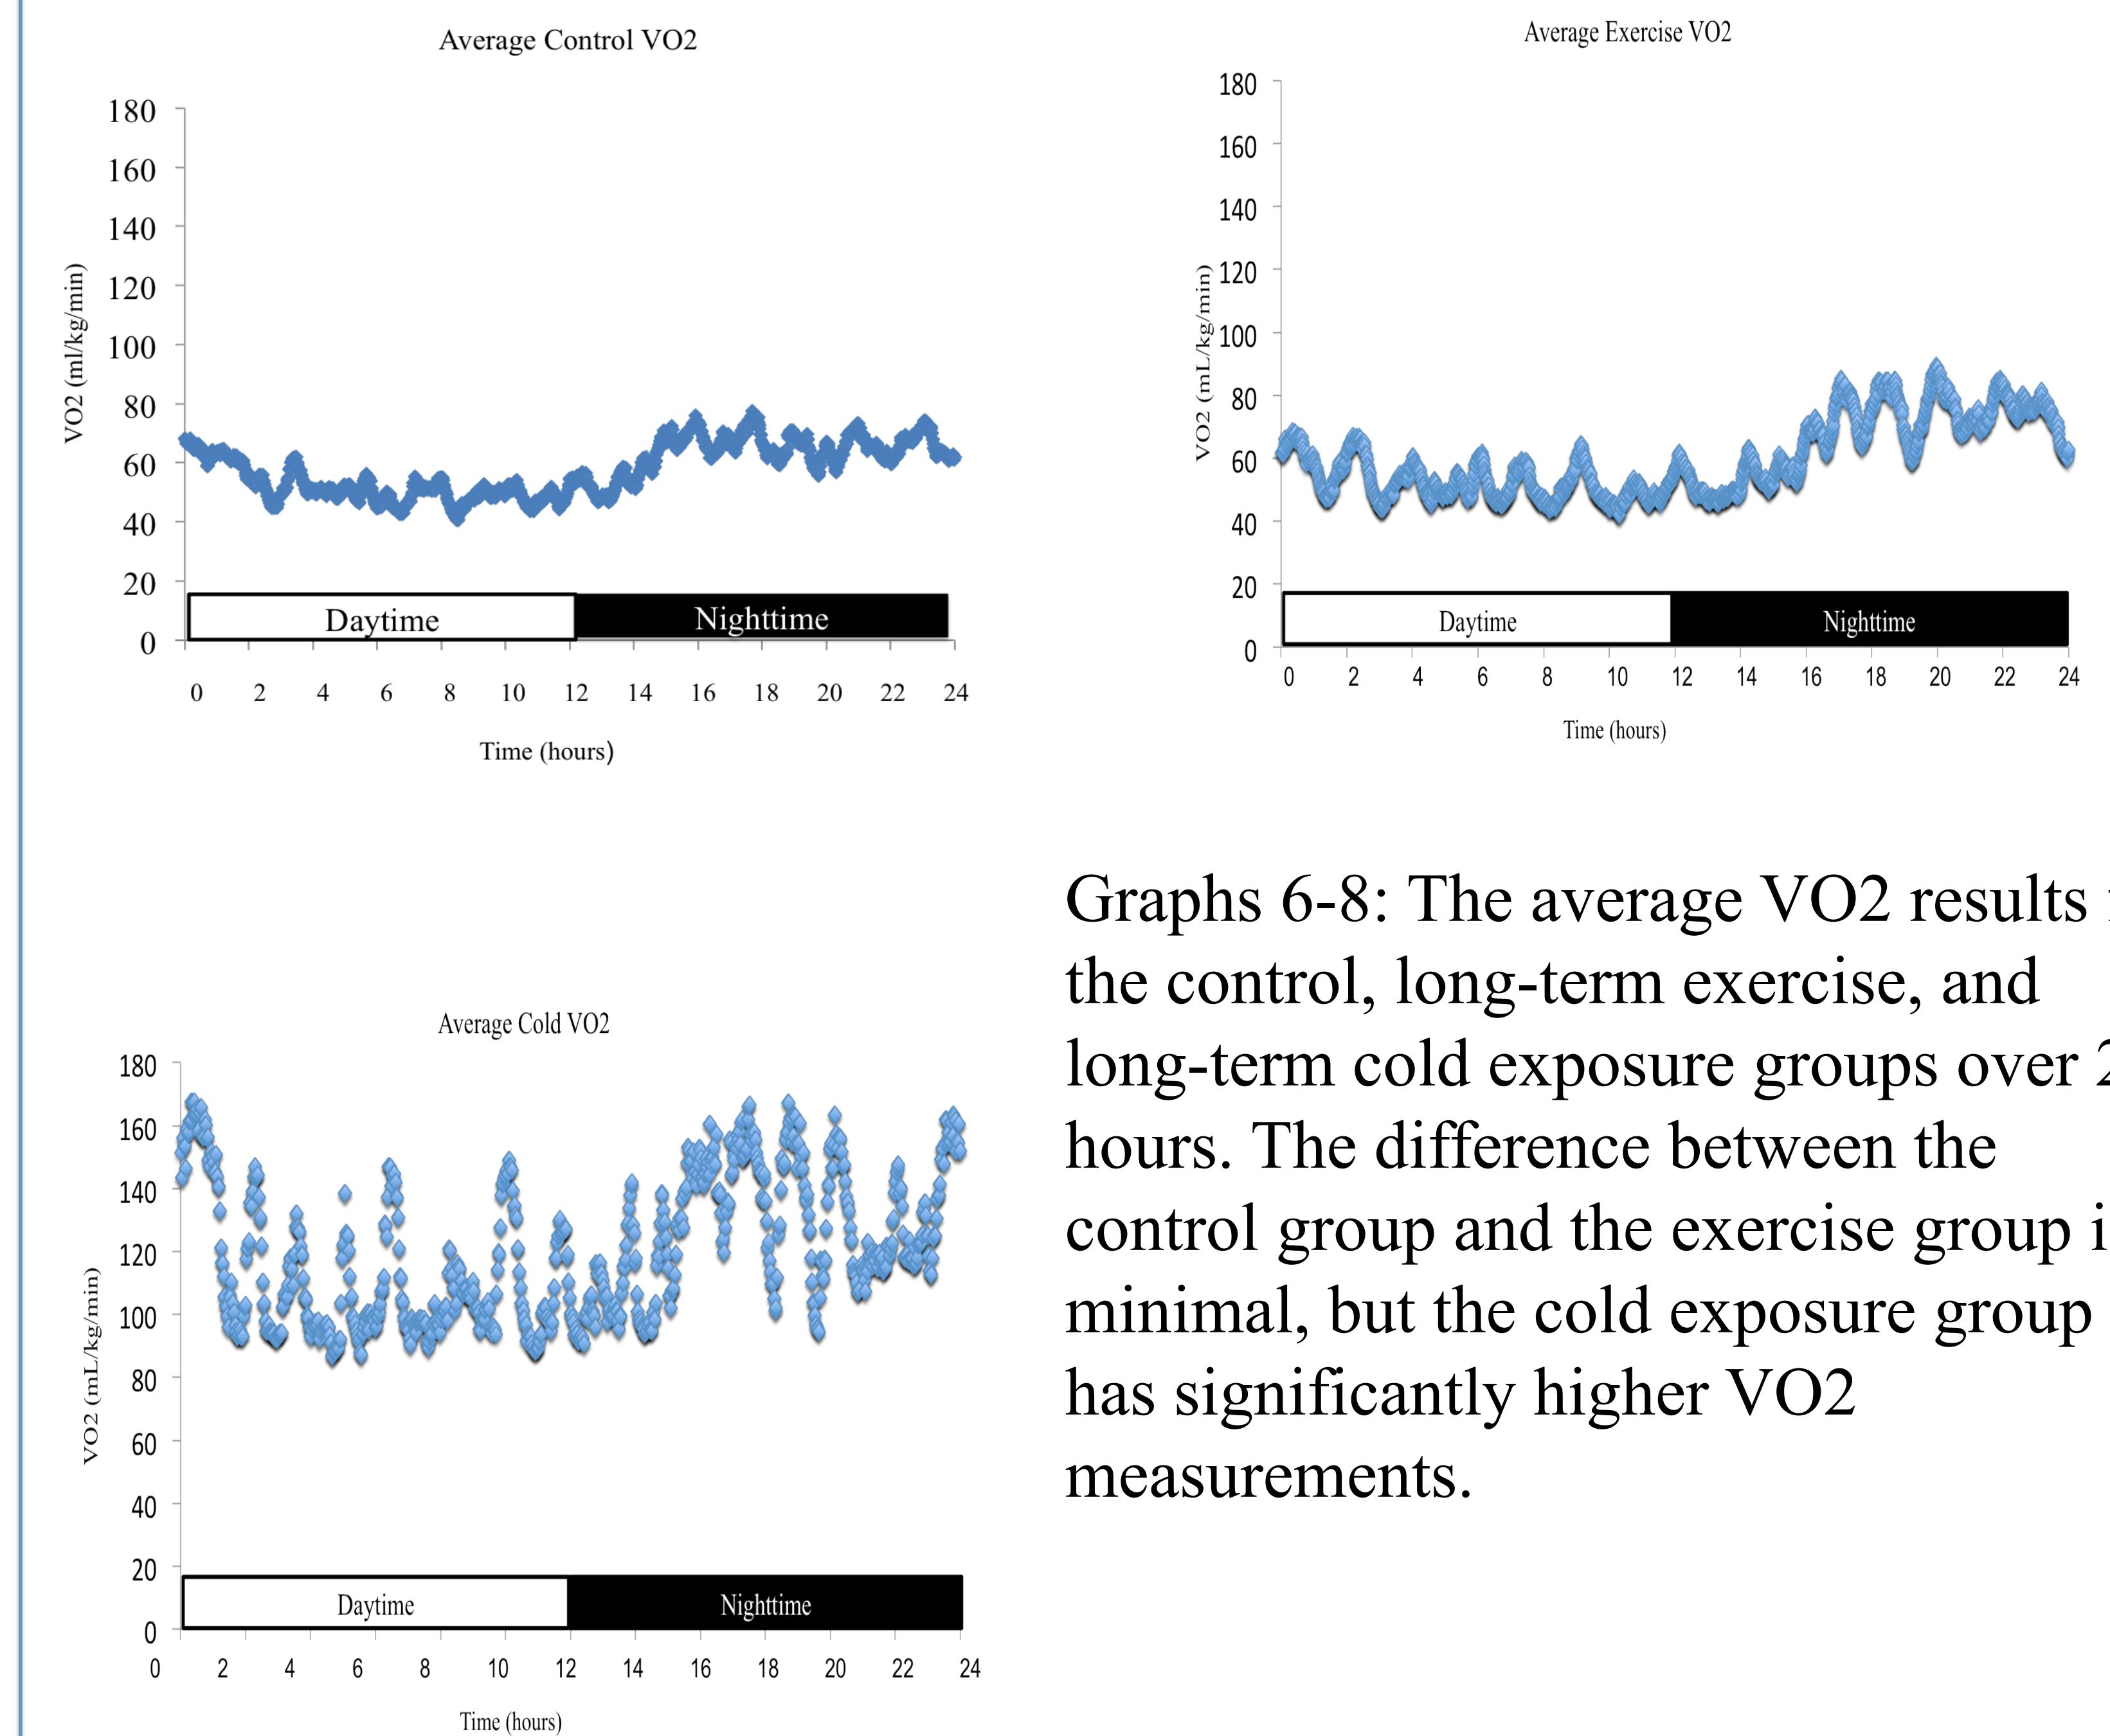 Average Control VO2
180
160
140
120
100
80
60
40
20
0
VO2 (ml/kg/min)
Daytime
Nighttime
0 2 4 6 8 10 12 14 16 18 20 22 24
Time (hours)
Average Exercise VO2
180
160
140
120
100
80
60
40
20
0
VO2 (mL/kg/min)
Daytime
Nighttime
0 2 4 6 8 10 12 14 16 18 20 22 24
Time (hours)
Average Cold VO2
180
160
140
120
100
80
60
40
20
0
VO2 (mL/kg/min)
Daytime
Nighttime
0 2 4 6 8 10 12 14 16 18 20 22 24
Time (hours)
Graphs 6-8: The average VO2 results
the control, long-term exercise, and
long-term cold exposure groups over
hours. The difference between the
control group and the exercise group
minimal, but the cold exposure group
has significantly higher VO2
measurements.